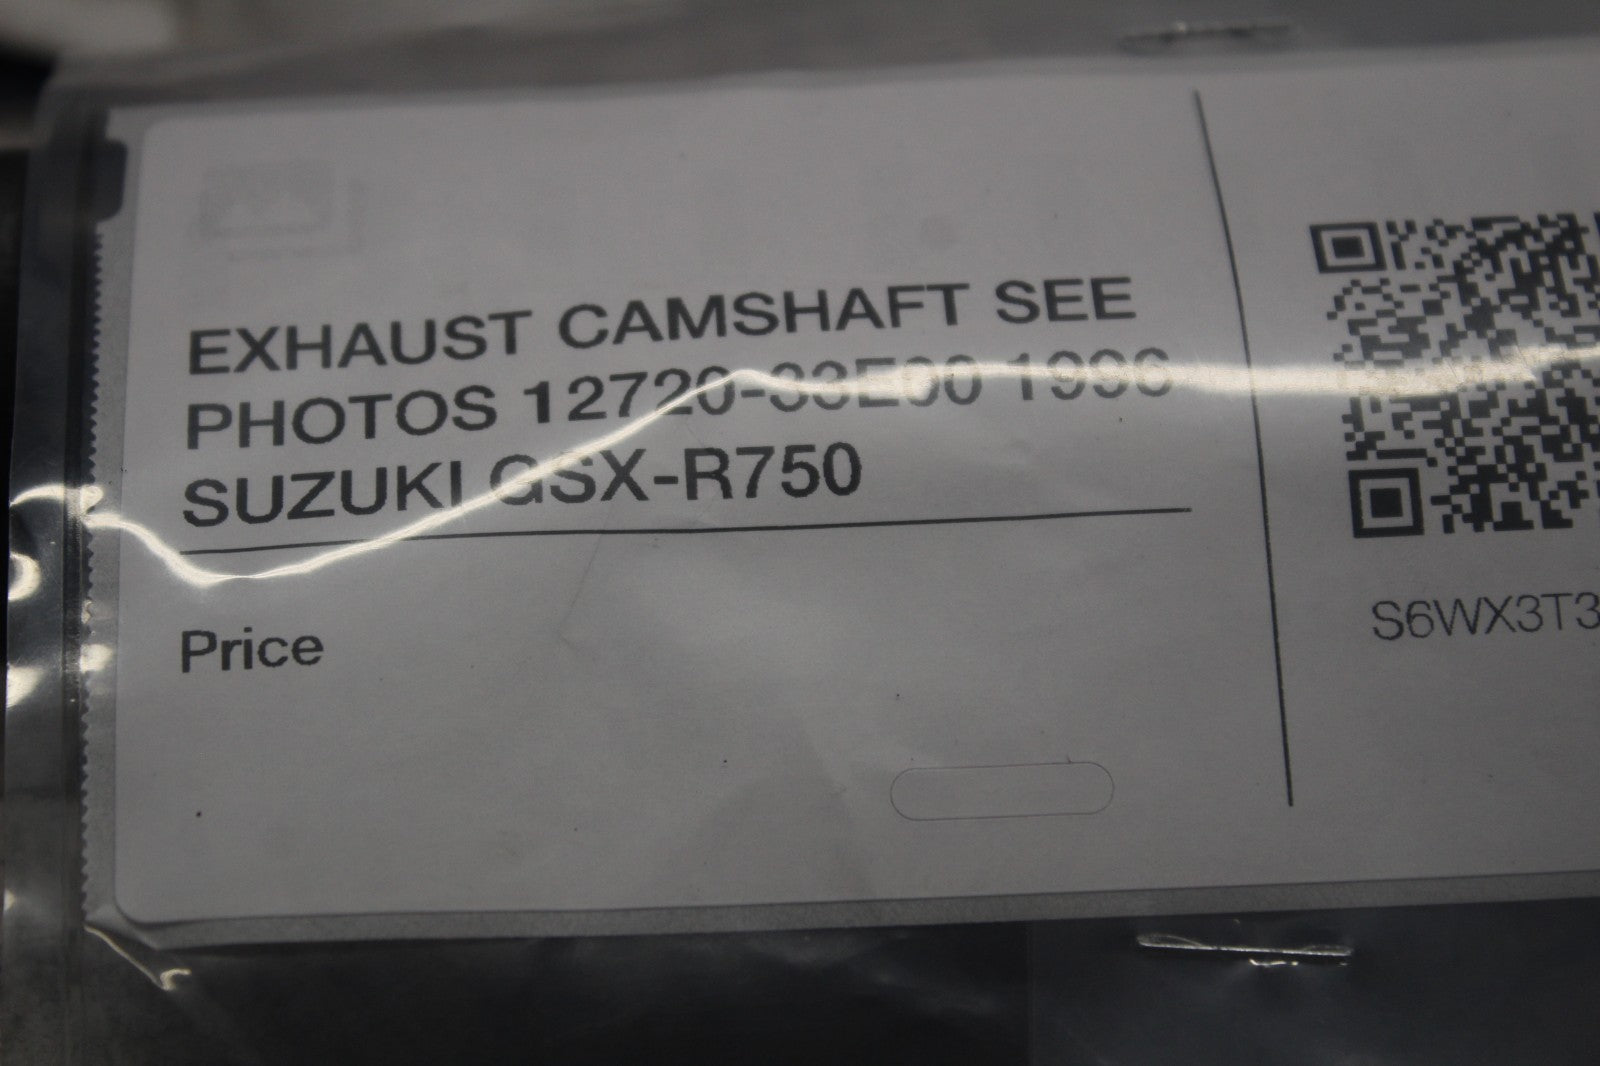 EXHAUST CAMSHAFT SEE
PHOTOS 12720-33E00 1996
SUZUKI GSX-R750
Price
S6WX3T3